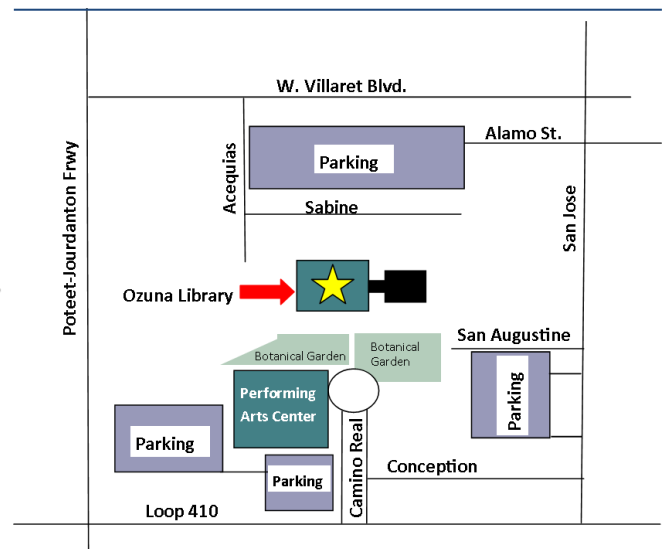 W. Villaret Blvd.
Alamo St.
Parking
Acequias
Sabine
San Jose
Poteet-Jourdanton Frwy
Ozuna Library
San Augustine
Botanical Garden
Botanical
Garden
Performing
Arts Center
Parking
Parking
Parking
Camino Real
Conception
Loop 410